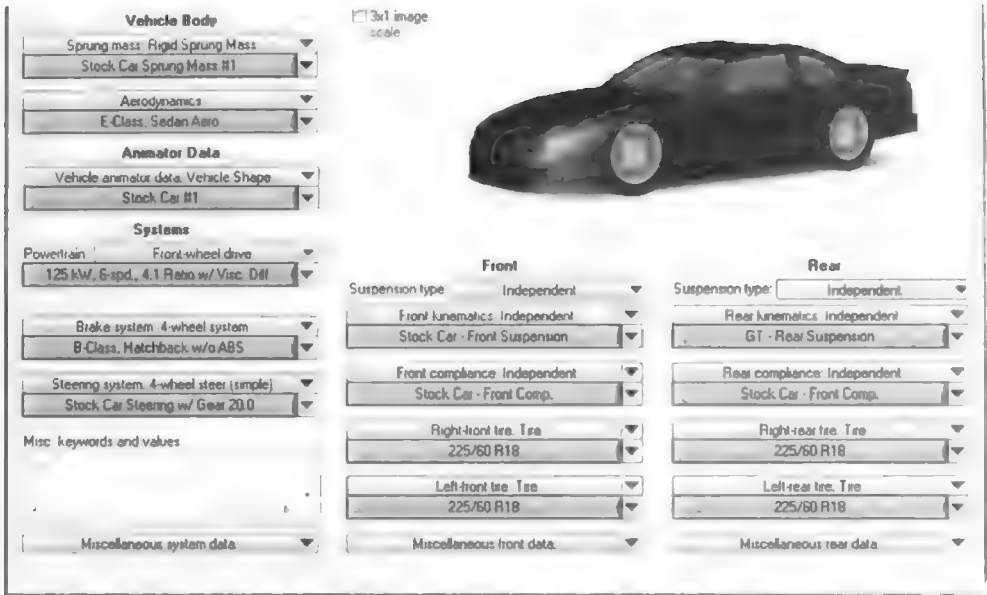 Vehicle Body
Sprung mass: Rigid Sprung Mass
Stock Car Sprung Mass #1
Aerodynamics
E-Class, Sedan Aero
Animator Data
Vehicle animator data: Vehicle Shape
Stock Car #1
Systems
Powertrain Front-wheel drive
125 kW, 6-spd., 4.1 Ratio w/ Visc. Diff
Brake system: 4-wheel system
B-Class, Hatchback w/o ABS
Steering system: 4-wheel steer (simple)
Stock Car Steering w/ Gear 20.0
Misc. keywords and values
Miscellaneous system data
3x1 image
scale
Front
Suspension type: Independent
Front kinematics: Independent
Stock Car - Front Suspension
Front compliance: Independent
Stock Car - Front Comp.
Right-front tire: Tire
225/60 R18
Left-front tire: Tire
225/60 R18
Miscellaneous front data
Rear
Suspension type: Independent
Rear kinematics: Independent
GT - Rear Suspension
Rear compliance: Independent
Stock Car - Front Comp.
Right-rear tire: Tire
225/60 R18
Left-rear tire: Tire
225/60 R18
Miscellaneous rear data